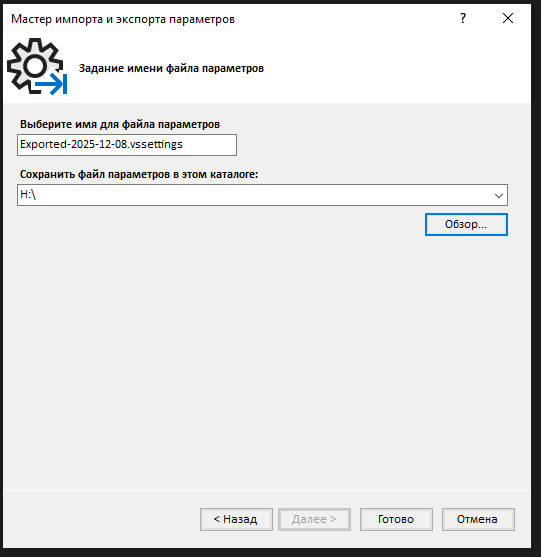 Мастер импорта и экспорта параметров
?
Задание имени файла параметров
Выберите имя для файла параметров
Exported-2025-12-08.vssettings
Сохранить файл параметров в этом каталоге:
H:\
Обзор...
< Назад
Далее >
Готово
Отмена